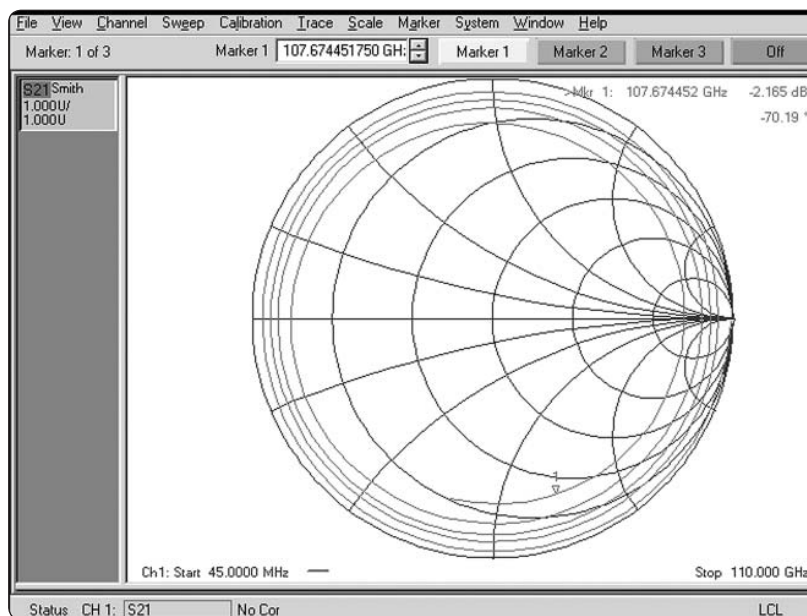 File View Channel Sweep Calibration Trace Scale Marker System Window Help
Marker: 1 of 3 Marker 1 107.674451750 GH: Marker 1 Marker 2 Marker 3 Off
S21 Smith
1.000U/
1.000U
>Mkr 1: 107.674452 GHz -2.165 dB
-70.19 °
1
Ch1: Start 45.0000 MHz Stop 110.000 GHz
Status CH 1: S21 No Cor LCL